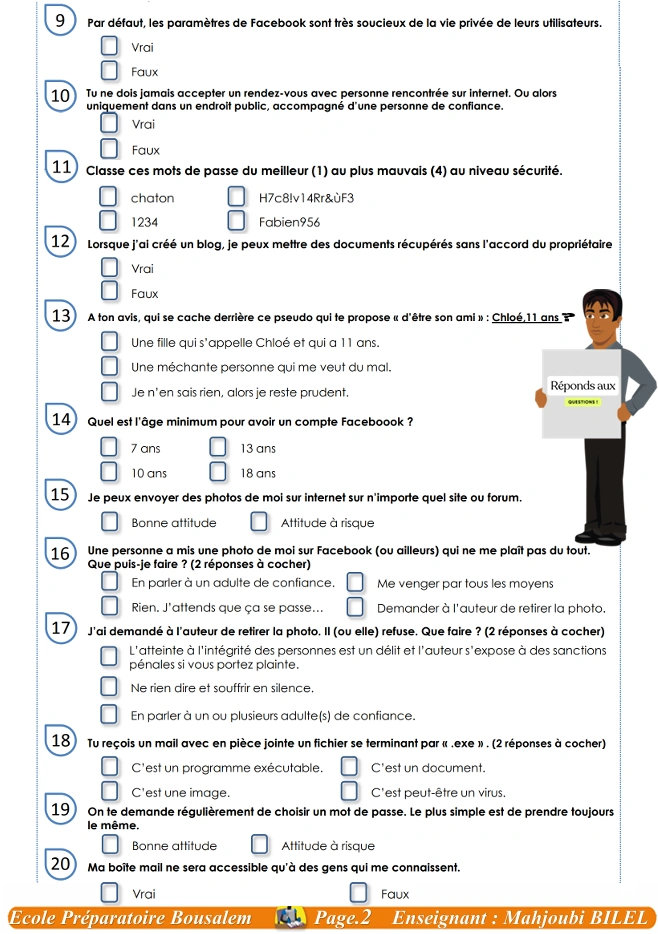 9 Par défaut, les paramètres de Facebook sont très soucieux de la vie privée de leurs utilisateurs.
Vrai
Faux
10 Tu ne dois jamais accepter un rendez-vous avec personne rencontrée sur internet. Ou alors
uniquement dans un endroit public, accompagné d'une personne de confiance.
Vrai
Faux
11 Classe ces mots de passe du meilleur (1) au plus mauvais (4) au niveau sécurité.
chaton H7c8!v14Rr&ùF3
1234 Fabien956
12 Lorsque j'ai créé un blog, je peux mettre des documents récupérés sans l'accord du propriétaire
Vrai
Faux
13 A ton avis, qui se cache derrière ce pseudo qui te propose « d'être son ami » : Chloé,11 ans ?
Une fille qui s'appelle Chloé et qui a 11 ans.
Une méchante personne qui me veut du mal.
Je n'en sais rien, alors je reste prudent.
Réponds aux
QUESTIONS !
14 Quel est l'âge minimum pour avoir un compte Faceboook ?
7 ans 13 ans
10 ans 18 ans
15 Je peux envoyer des photos de moi sur internet sur n'importe quel site ou forum.
Bonne attitude Attitude à risque
16 Une personne a mis une photo de moi sur Facebook (ou ailleurs) qui ne me plaît pas du tout.
Que puis-je faire ? (2 réponses à cocher)
En parler à un adulte de confiance. Me venger par tous les moyens
Rien. J'attends que ça se passe... Demander à l'auteur de retirer la photo.
17 J'ai demandé à l'auteur de retirer la photo. Il (ou elle) refuse. Que faire ? (2 réponses à cocher)
L'atteinte à l'intégrité des personnes est un délit et l'auteur s'expose à des sanctions
pénales si vous portez plainte.
Ne rien dire et souffrir en silence.
En parler à un ou plusieurs adulte(s) de confiance.
18 Tu reçois un mail avec en pièce jointe un fichier se terminant par « .exe » . (2 réponses à cocher)
C'est un programme exécutable. C'est un document.
C'est une image. C'est peut-être un virus.
19 On te demande régulièrement de choisir un mot de passe. Le plus simple est de prendre toujours
le même.
Bonne attitude Attitude à risque
20 Ma boîte mail ne sera accessible qu'à des gens qui me connaissent.
Vrai Faux
Ecole Préparatoire Bousalem Page.2 Enseignant : Mahjoubi BILEL